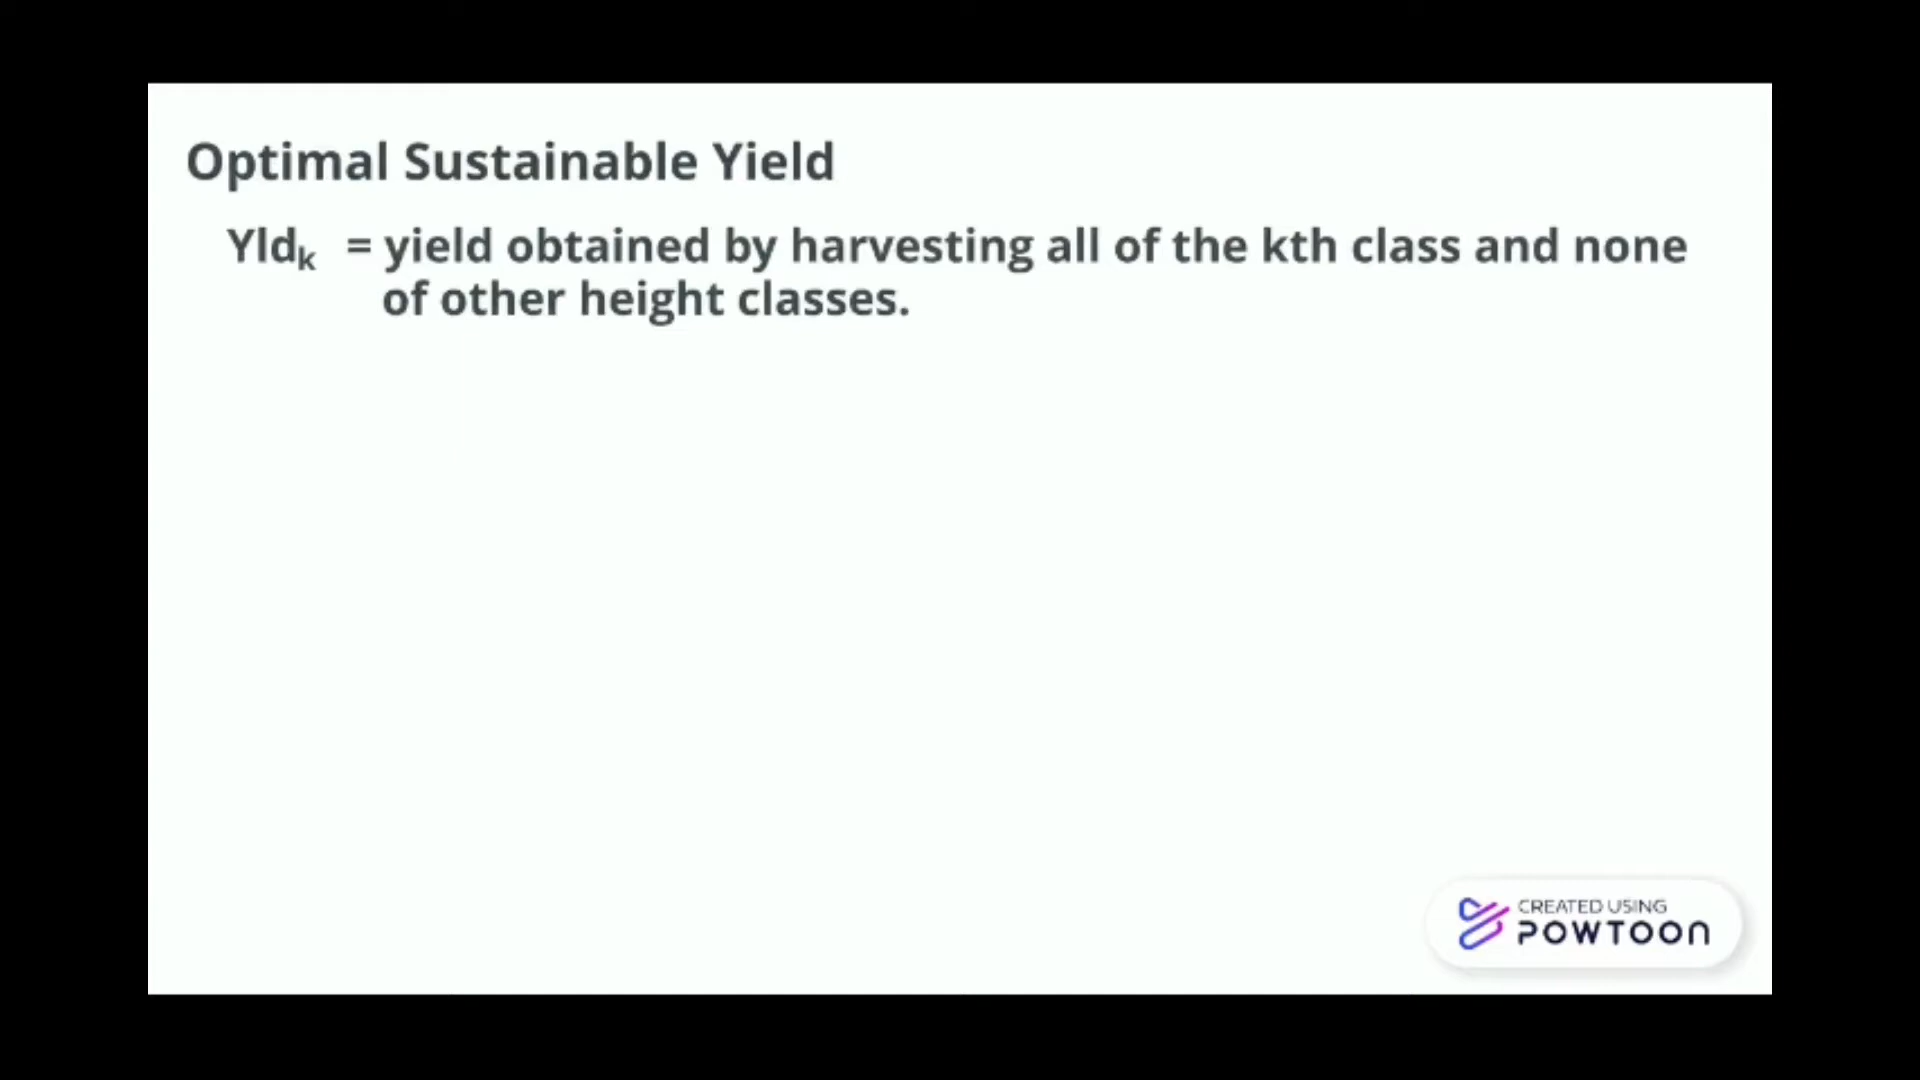 Optimal Sustainable Yield
Yldₖ = yield obtained by harvesting all of the kth class and none
of other height classes.
CREATED USING
POWTOON